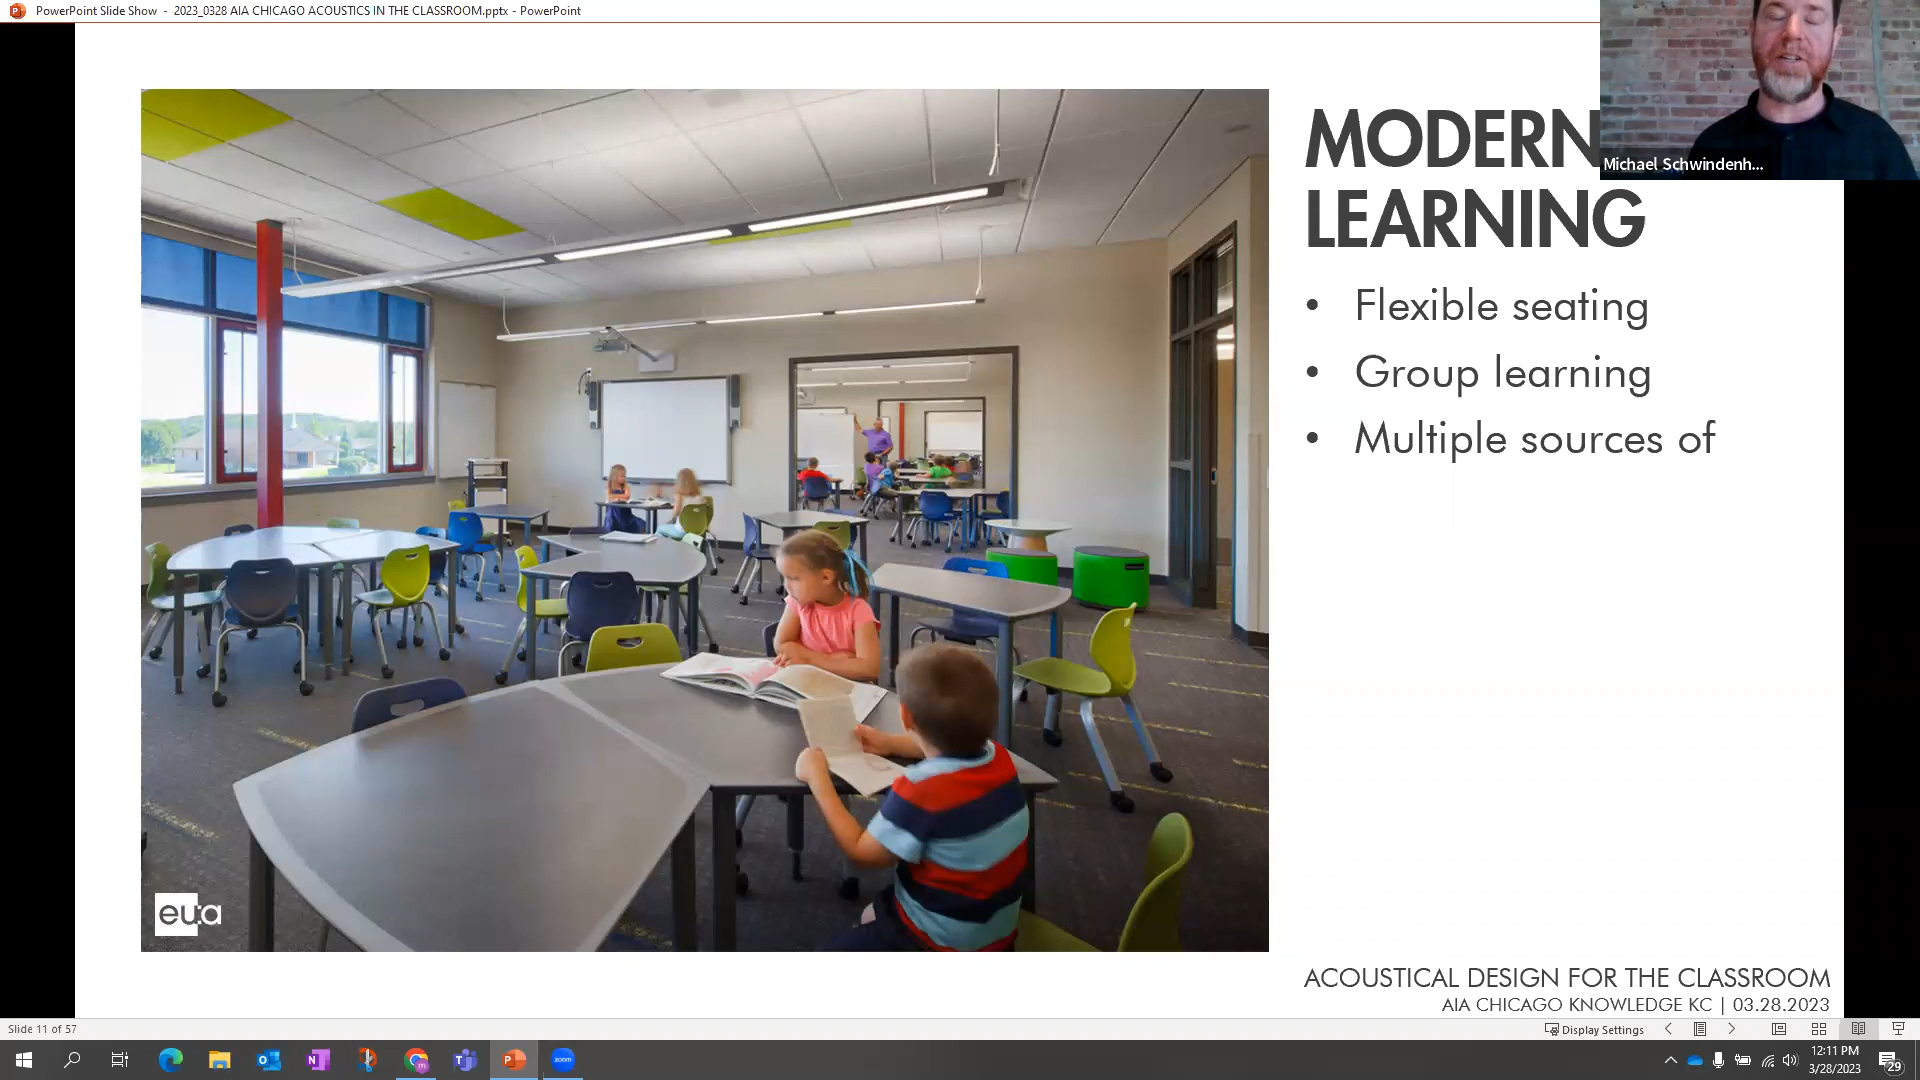 PowerPoint Slide Show - 2023_0328 AIA CHICAGO ACOUSTICS IN THE CLASSROOM.pptx - PowerPoint
MODERN
LEARNING
Michael Schwindenh...
• Flexible seating
• Group learning
• Multiple sources of
eua
ACOUSTICAL DESIGN FOR THE CLASSROOM
AIA CHICAGO KNOWLEDGE KC | 03.28.2023
Slide 11 of 57
Display Settings
zoom
12:11 PM
3/28/2023
29